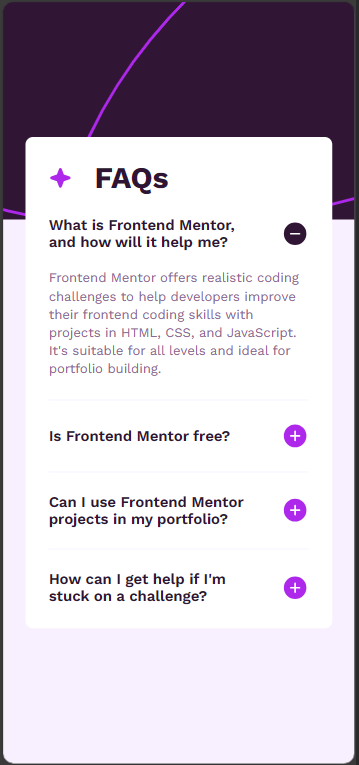 FAQs
What is Frontend Mentor,
and how will it help me?
Frontend Mentor offers realistic coding
challenges to help developers improve
their frontend coding skills with
projects in HTML, CSS, and JavaScript.
It's suitable for all levels and ideal for
portfolio building.
Is Frontend Mentor free?
Can I use Frontend Mentor
projects in my portfolio?
How can I get help if I'm
stuck on a challenge?